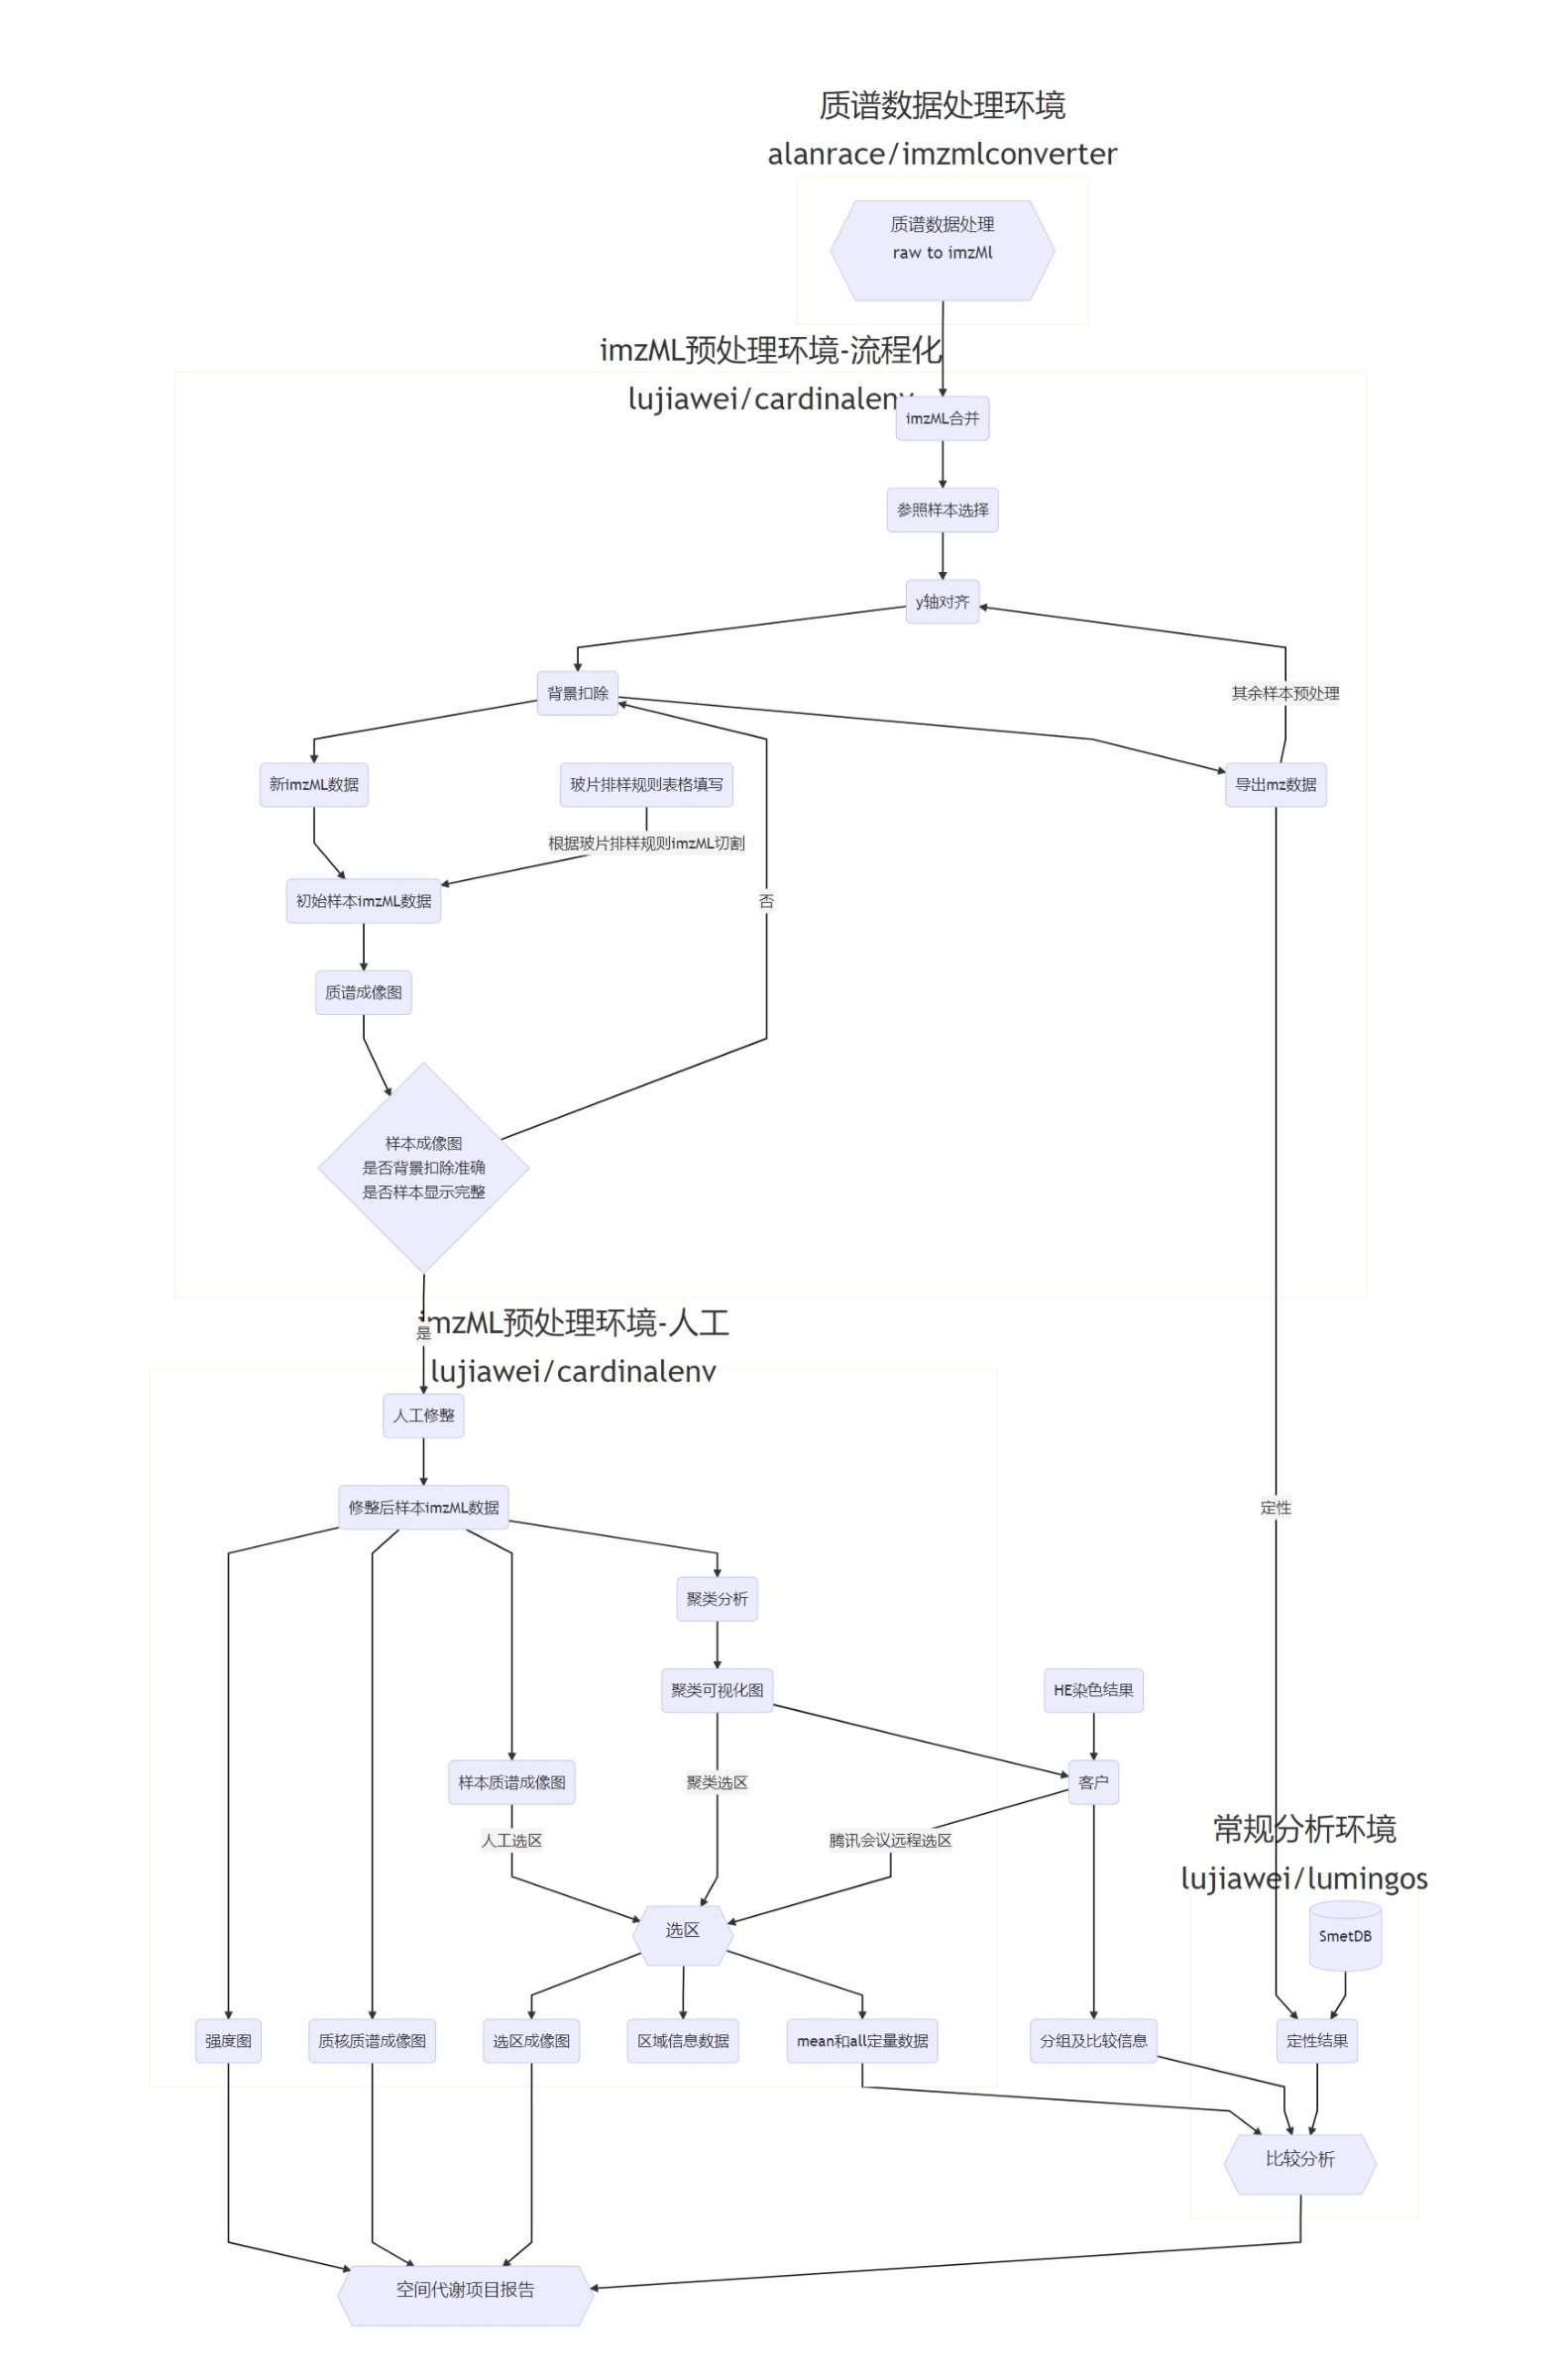 质谱数据处理环境
alanrace/imzmlconverter
质谱数据处理
raw to imzMl
imzML预处理环境-流程化
lujiawei/cardinalenv
imzML合并
参照样本选择
y轴对齐
背景扣除
其余样本预处理
新imzML数据
玻片排样规则表格填写
导出mz数据
根据玻片排样规则imzML切割
初始样本imzML数据
否
质谱成像图
样本成像图
是否背景扣除准确
是否样本显示完整
imzML预处理环境-人工
是
lujiawei/cardinalenv
人工修整
修整后样本imzML数据
定性
聚类分析
聚类可视化图
HE染色结果
样本质谱成像图
聚类选区
客户
人工选区
腾讯会议远程选区
常规分析环境
lujiawei/lumingos
选区
SmetDB
强度图
质核质谱成像图
选区成像图
区域信息数据
mean和all定量数据
分组及比较信息
定性结果
比较分析
空间代谢项目报告